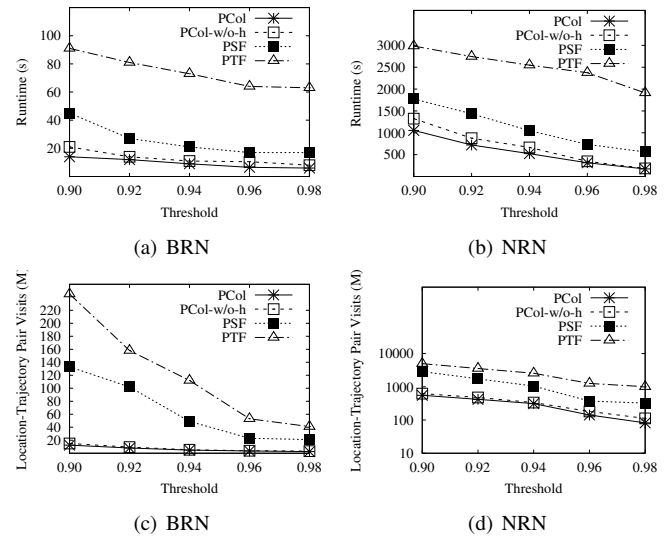 PCol
PCol-w/o-h
PSF
PTF
Runtime (s)
100
80
60
40
20
0.90 0.92 0.94 0.96 0.98
Threshold
(a) BRN
PCol
PCol-w/o-h
PSF
PTF
Runtime (s)
3000
2500
2000
1500
1000
500
0.90 0.92 0.94 0.96 0.98
Threshold
(b) NRN
PCol
PCol-w/o-h
PSF
PTF
Location-Trajectory Pair Visits (M)
220
200
180
160
140
120
100
80
60
40
20
0.90 0.92 0.94 0.96 0.98
Threshold
(c) BRN
PCol
PCol-w/o-h
PSF
PTF
Location-Trajectory Pair Visits (M)
10000
1000
100
10
0.90 0.92 0.94 0.96 0.98
Threshold
(d) NRN